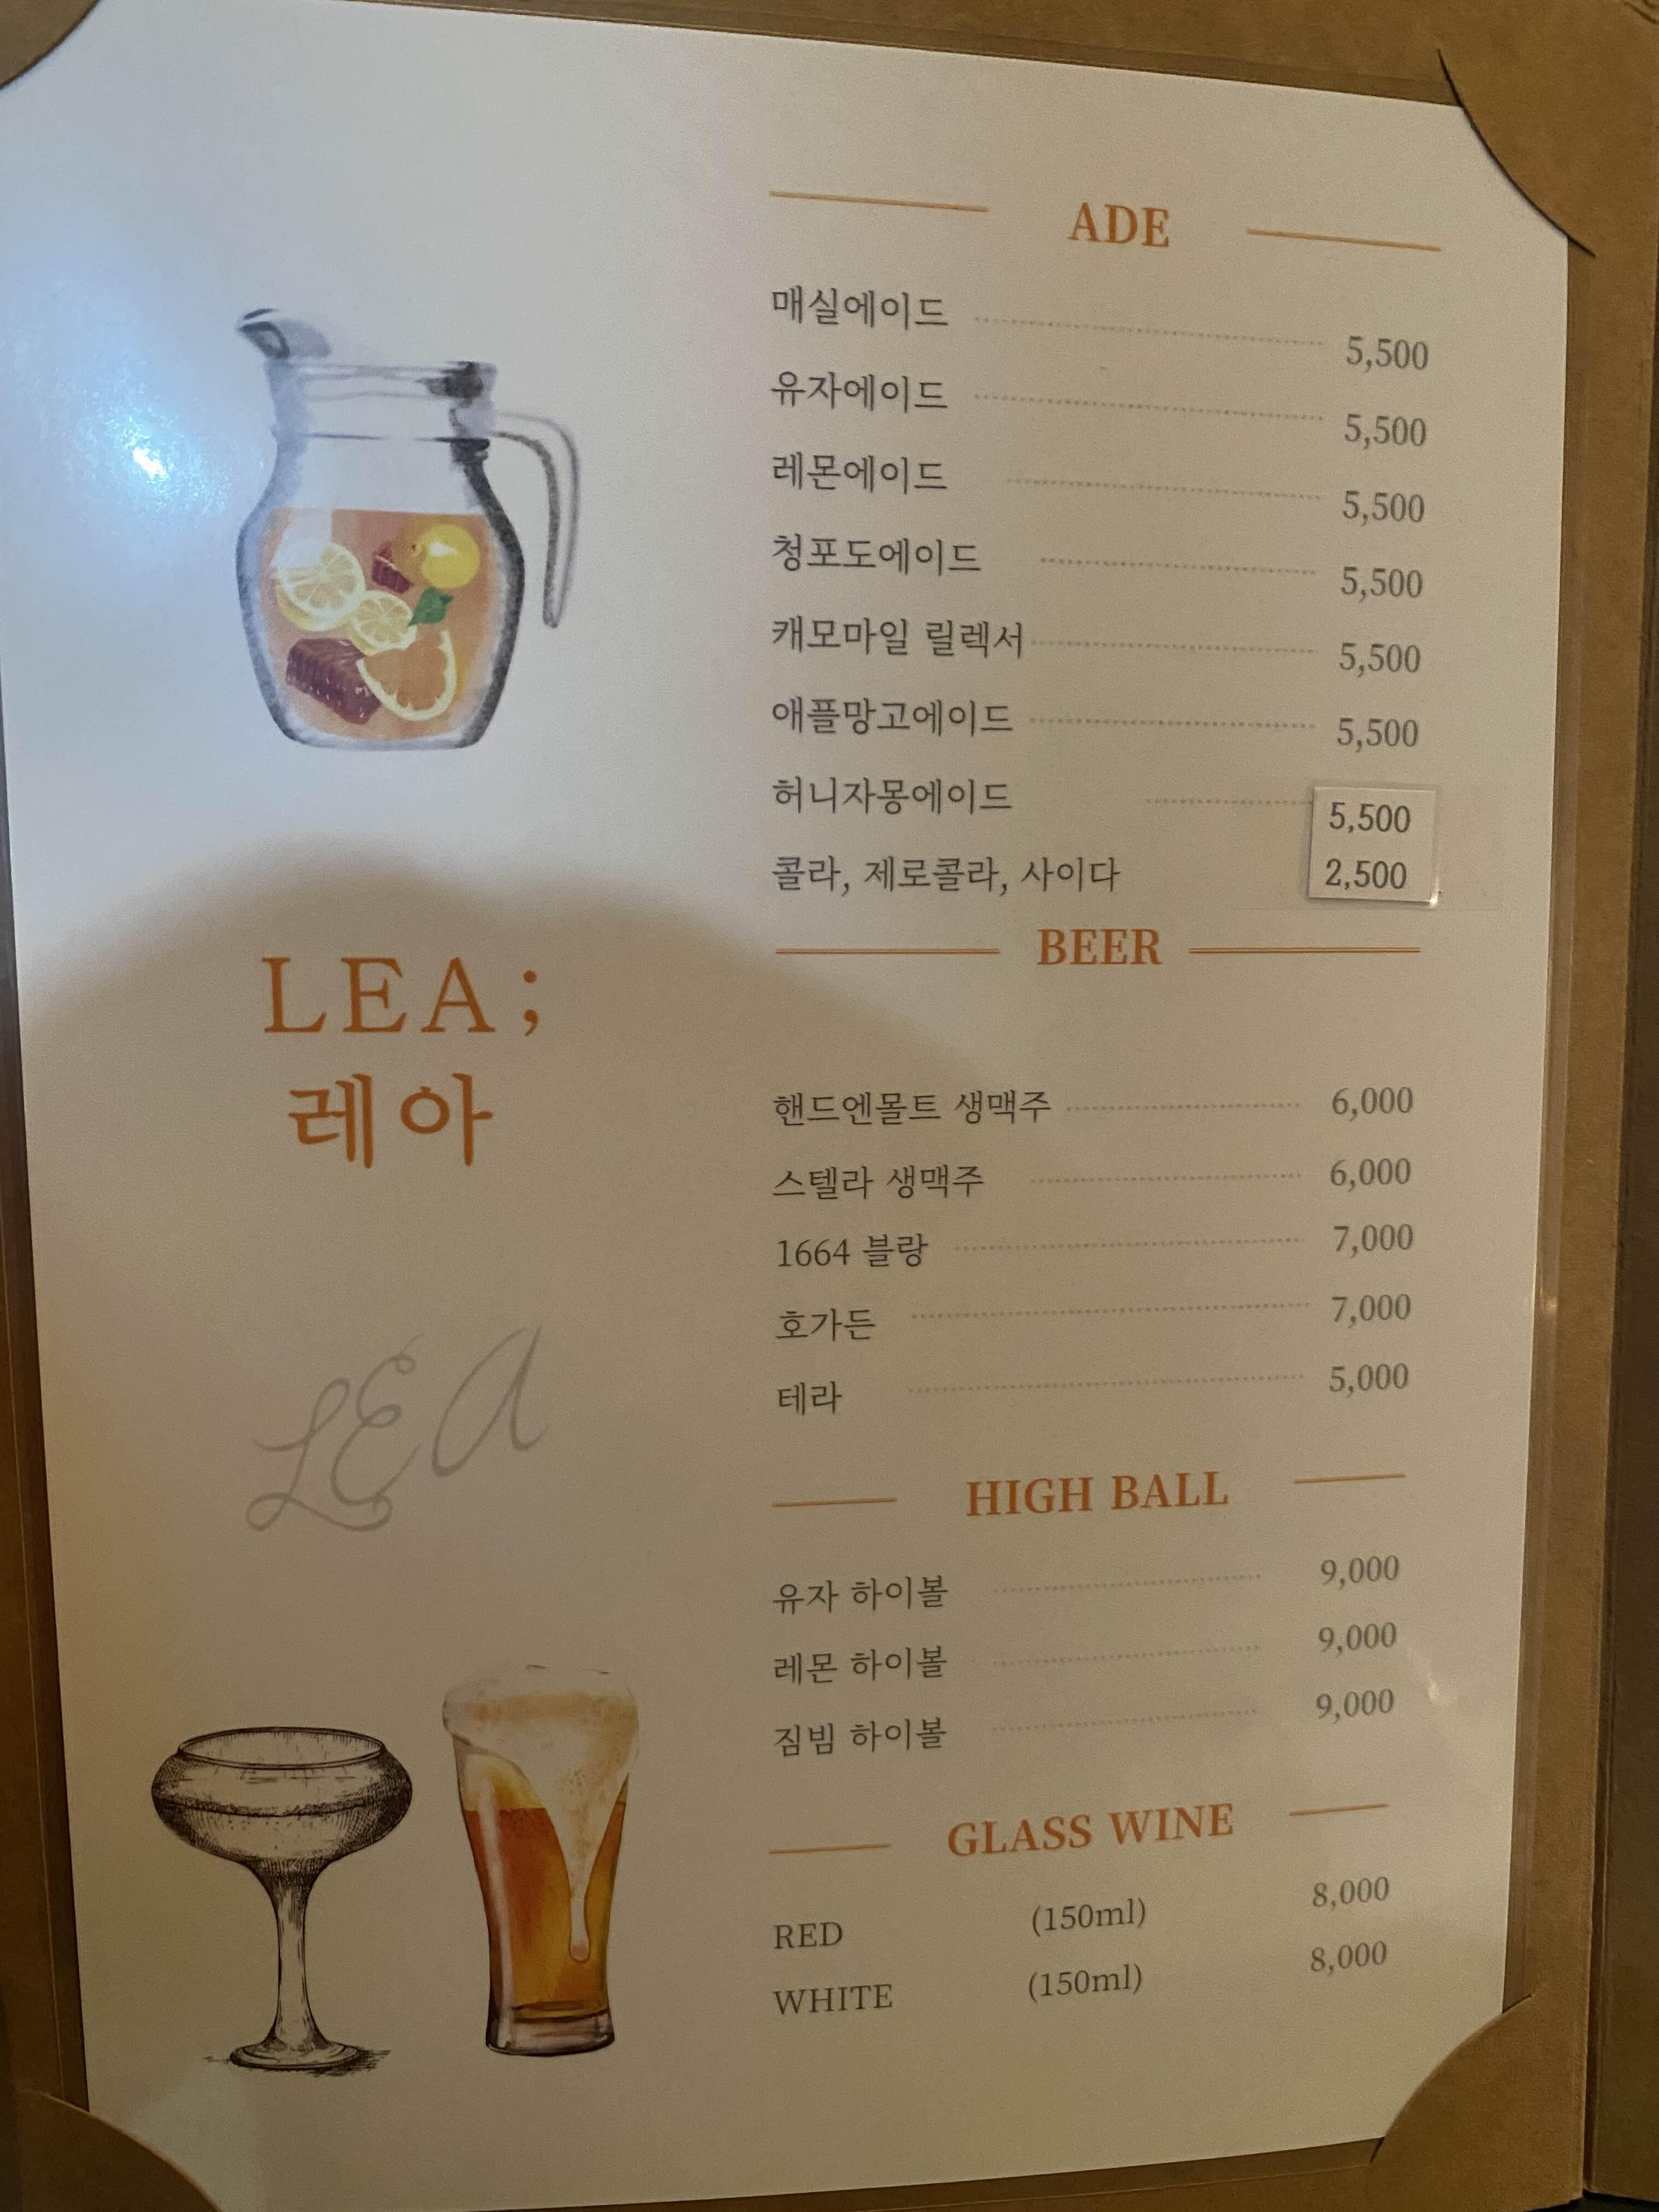 ADE
매실에이드 5,500
유자에이드 5,500
레몬에이드 5,500
청포도에이드 5,500
캐모마일 릴렉서 5,500
애플망고에이드 5,500
허니자몽에이드 5,500
콜라, 제로콜라, 사이다 2,500
LEA;
레아
LEA
BEER
핸드엔몰트 생맥주 6,000
스텔라 생맥주 6,000
1664 블랑 7,000
호가든 7,000
테라 5,000
HIGH BALL
유자 하이볼 9,000
레몬 하이볼 9,000
짐빔 하이볼 9,000
GLASS WINE
RED (150ml) 8,000
WHITE (150ml) 8,000